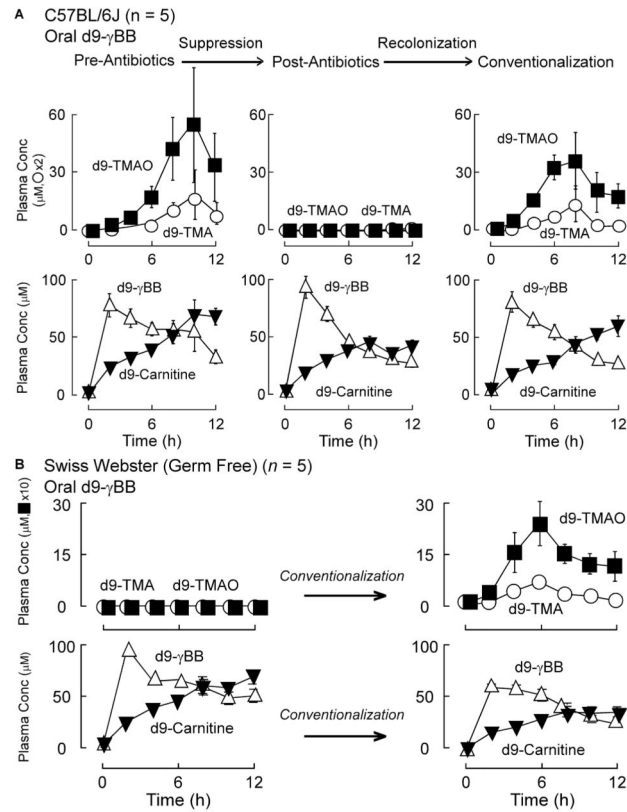 A C57BL/6J (n = 5)
Oral d9-γBB
Suppression Recolonization
Pre-Antibiotics Post-Antibiotics Conventionalization
Plasma Conc
(μM,○x2)
60
30
0
d9-TMAO
d9-TMA
0 6 12
60
30
0
d9-TMAO d9-TMA
0 6 12
60
30
0
d9-TMAO
d9-TMA
0 6 12
Plasma Conc (μM)
100
50
0
d9-γBB
d9-Carnitine
0 6 12
Time (h)
100
50
0
d9-γBB
d9-Carnitine
0 6 12
Time (h)
100
50
0
d9-γBB
d9-Carnitine
0 6 12
Time (h)
B Swiss Webster (Germ Free) (n = 5)
Oral d9-γBB
Plasma Conc (μM,■x10)
30
15
0
d9-TMA d9-TMAO
Conventionalization
30
15
0
d9-TMAO
d9-TMA
Plasma Conc (μM)
100
50
0
d9-γBB
d9-Carnitine
0 6 12
Time (h)
Conventionalization
100
50
0
d9-γBB
d9-Carnitine
0 6 12
Time (h)